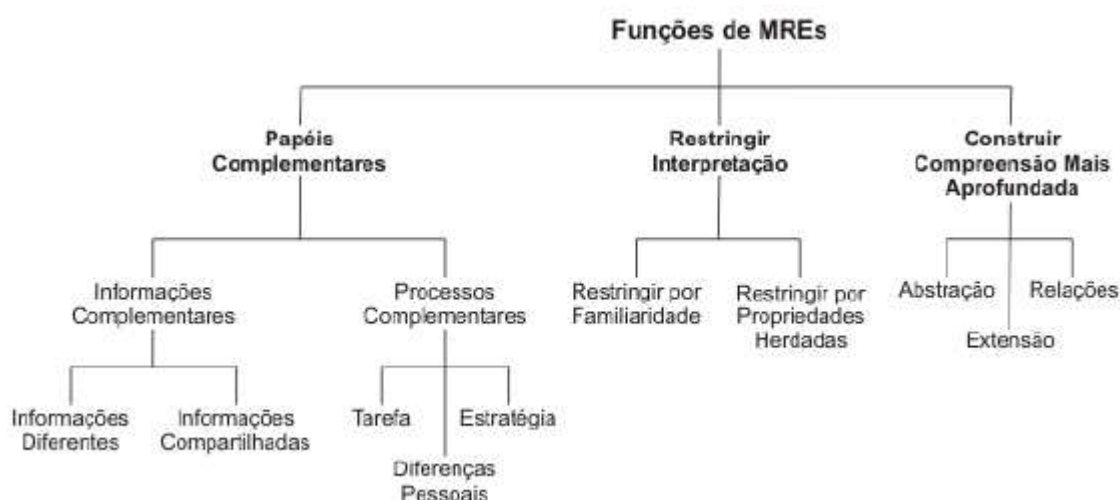 Funções de MREs
Papéis
Complementares
Restringir
Interpretação
Construir
Compreensão Mais
Aprofundada
Informações
Complementares
Processos
Complementares
Restringir por
Familiaridade
Restringir por
Propriedades
Herdadas
Abstração
Relações
Extensão
Informações
Diferentes
Informações
Compartilhadas
Tarefa
Estratégia
Diferenças
Pessoais